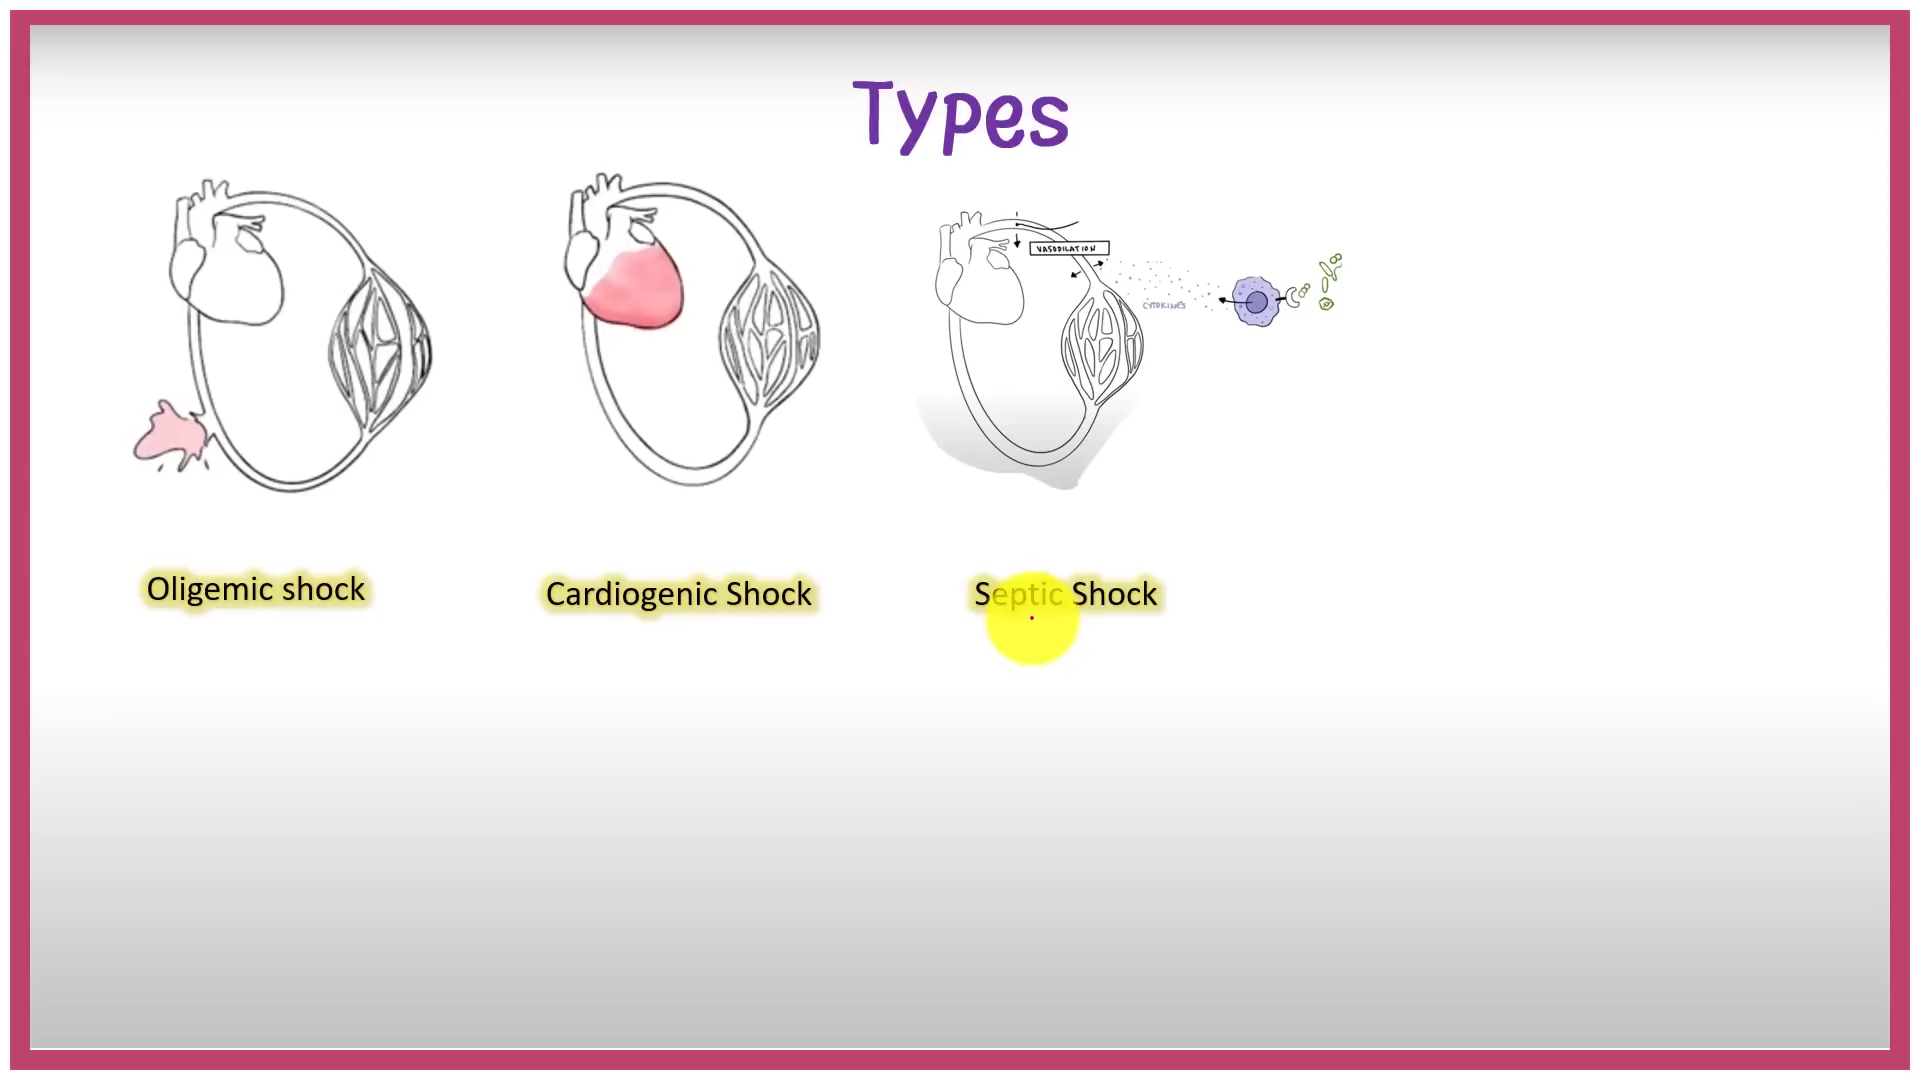 Types
VASODILATION
CYTOKINES
Oligemic shock
Cardiogenic Shock
Septic Shock